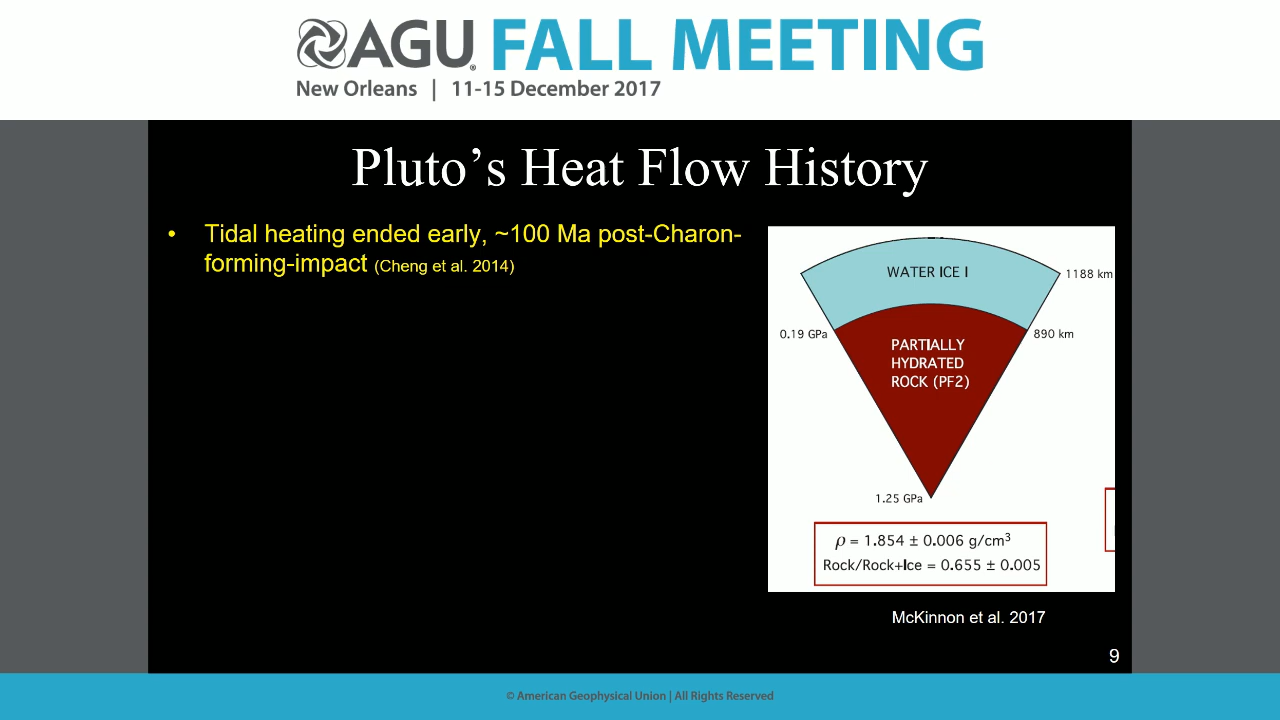 AGU FALL MEETING
New Orleans | 11-15 December 2017
Pluto's Heat Flow History
• Tidal heating ended early, ~100 Ma post-Charon-
forming-impact (Cheng et al. 2014)
WATER ICE I
1188 km
0.19 GPa
890 km
PARTIALLY
HYDRATED
ROCK (PF2)
1.25 GPa
ρ = 1.854 ± 0.006 g/cm³
Rock/Rock+Ice = 0.655 ± 0.005
McKinnon et al. 2017
9
© American Geophysical Union | All Rights Reserved